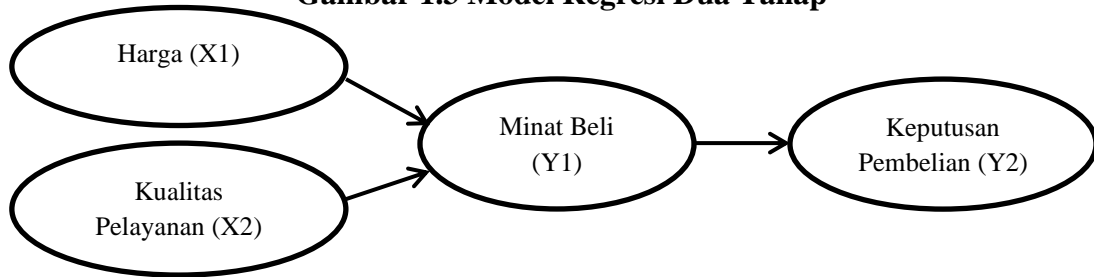 Gambar 1.3 Model Regresi Dua Tahap
Harga (X1)
Kualitas
Pelayanan (X2)
Minat Beli
(Y1)
Keputusan
Pembelian (Y2)